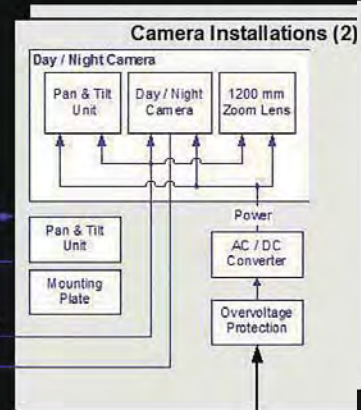 Camera Installations (2)
Day / Night Camera
Pan & Tilt
Unit
Day / Night
Camera
1200 mm
Zoom Lens
Power
Pan & Tilt
Unit
AC / DC
Converter
Mounting
Plate
Overvoltage
Protection